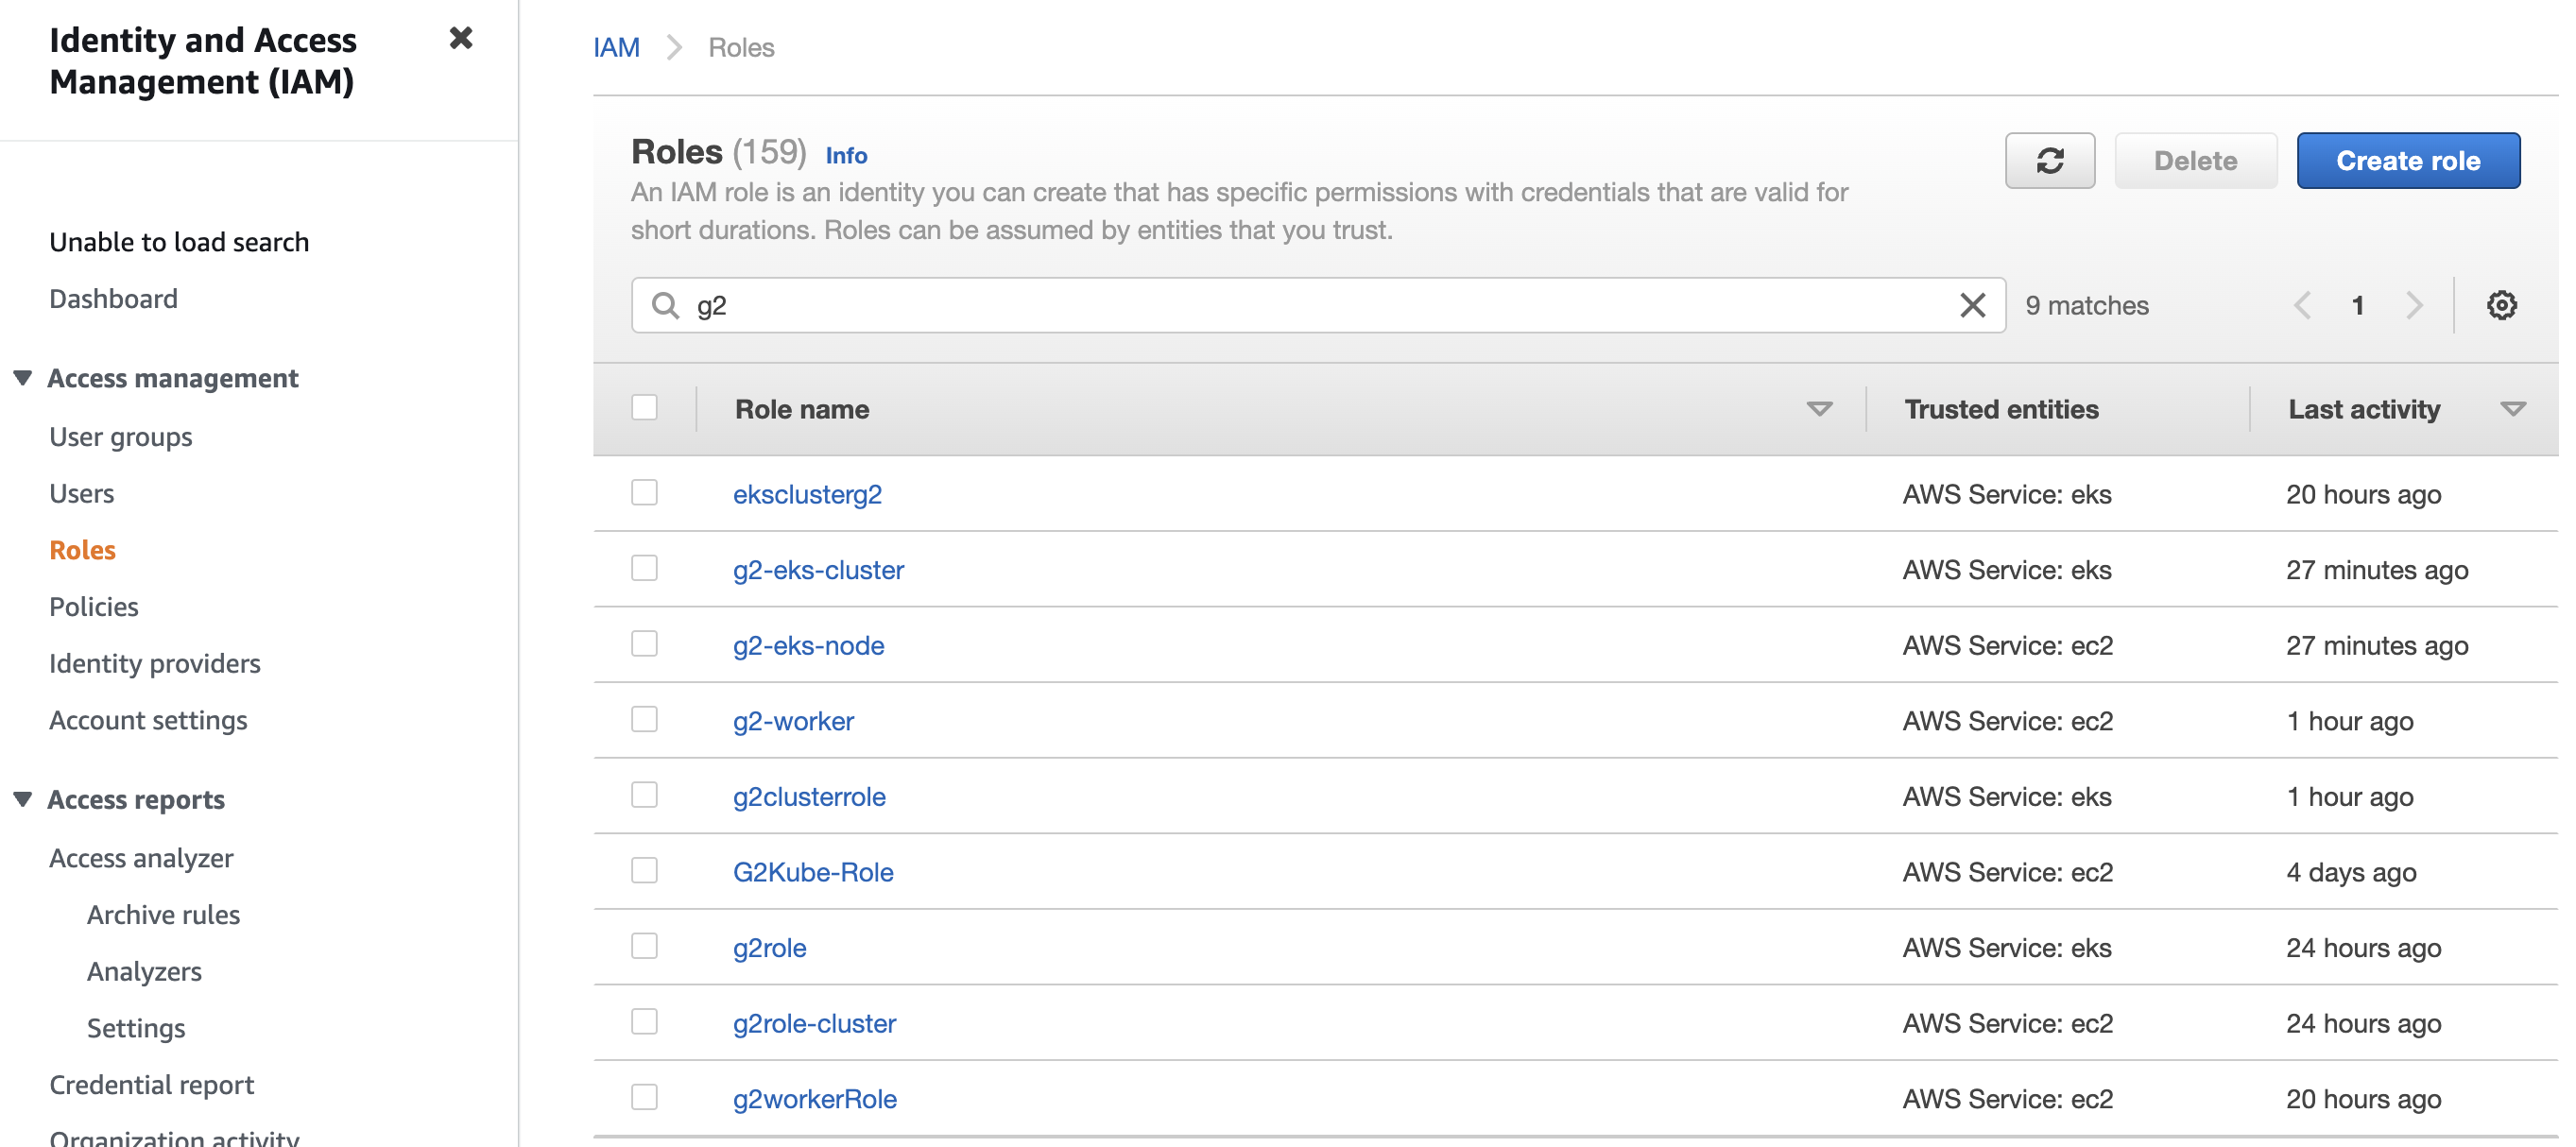 Identity and Access
Management (IAM)
Unable to load search
Dashboard
Access management
User groups
Users
Roles
Policies
Identity providers
Account settings
Access reports
Access analyzer
Archive rules
Analyzers
Settings
Credential report
Organization activity
IAM Roles
Roles (159) Info
An IAM role is an identity you can create that has specific permissions with credentials that are valid for
short durations. Roles can be assumed by entities that you trust.
Delete
Create role
g2
9 matches
1
Role name Trusted entities Last activity
eksclusterg2 AWS Service: eks 20 hours ago
g2-eks-cluster AWS Service: eks 27 minutes ago
g2-eks-node AWS Service: ec2 27 minutes ago
g2-worker AWS Service: ec2 1 hour ago
g2clusterrole AWS Service: eks 1 hour ago
G2Kube-Role AWS Service: ec2 4 days ago
g2role AWS Service: eks 24 hours ago
g2role-cluster AWS Service: ec2 24 hours ago
g2workerRole AWS Service: ec2 20 hours ago